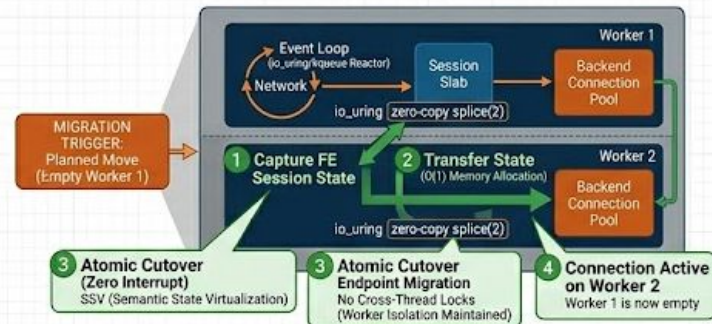 Worker 1
Event Loop
(io_uring/kqueue Reactor)
Network
Session
Slab
Backend
Connection
Pool
io_uring zero-copy splice(2)
MIGRATION
TRIGGER:
Planned Move
(Empty Worker 1)
Worker 2
1 Capture FE
Session State
2 Transfer State
(O(1) Memory Allocation)
Backend
Connection
Pool
io_uring zero-copy splice(2)
3 Atomic Cutover
(Zero Interrupt)
SSV (Semantic State Virtualization)
3 Atomic Cutover
Endpoint Migration
No Cross-Thread Locks
(Worker Isolation Maintained)
4 Connection Active
on Worker 2
Worker 1 is now empty